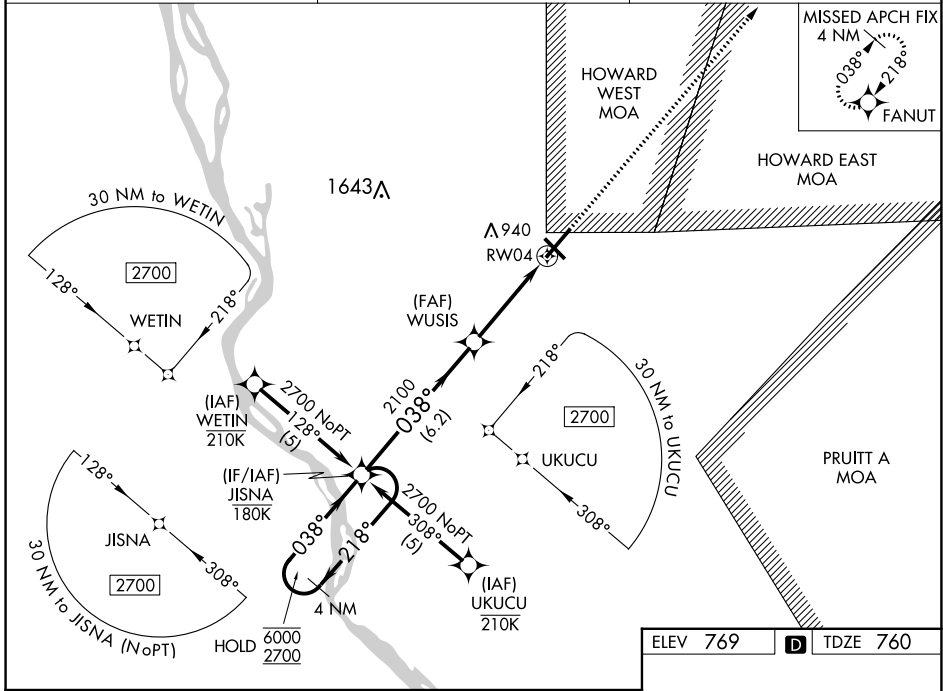 MISSED APCH FIX
4 NM
038°
218°
FANUT
HOWARD
WEST
MOA
HOWARD EAST
MOA
1643
30 NM to WETIN
2700
128°
218°
WETIN
940
RW04
(FAF)
WUSIS
2100
038°
(6.2)
(IAF)
WETIN
210K
2700 NoPT
128°
(5)
218°
30 NM to UKUCU
2700
UKUCU
308°
PRUITT A
MOA
(IF/IAF)
JISNA
180K
2700 NoPT
308°
(5)
128°
JISNA
308°
2700
30 NM to JISNA (NoPT)
038°
218°
4 NM
HOLD
6000
2700
(IAF)
UKUCU
210K
ELEV 769
D
TDZE 760